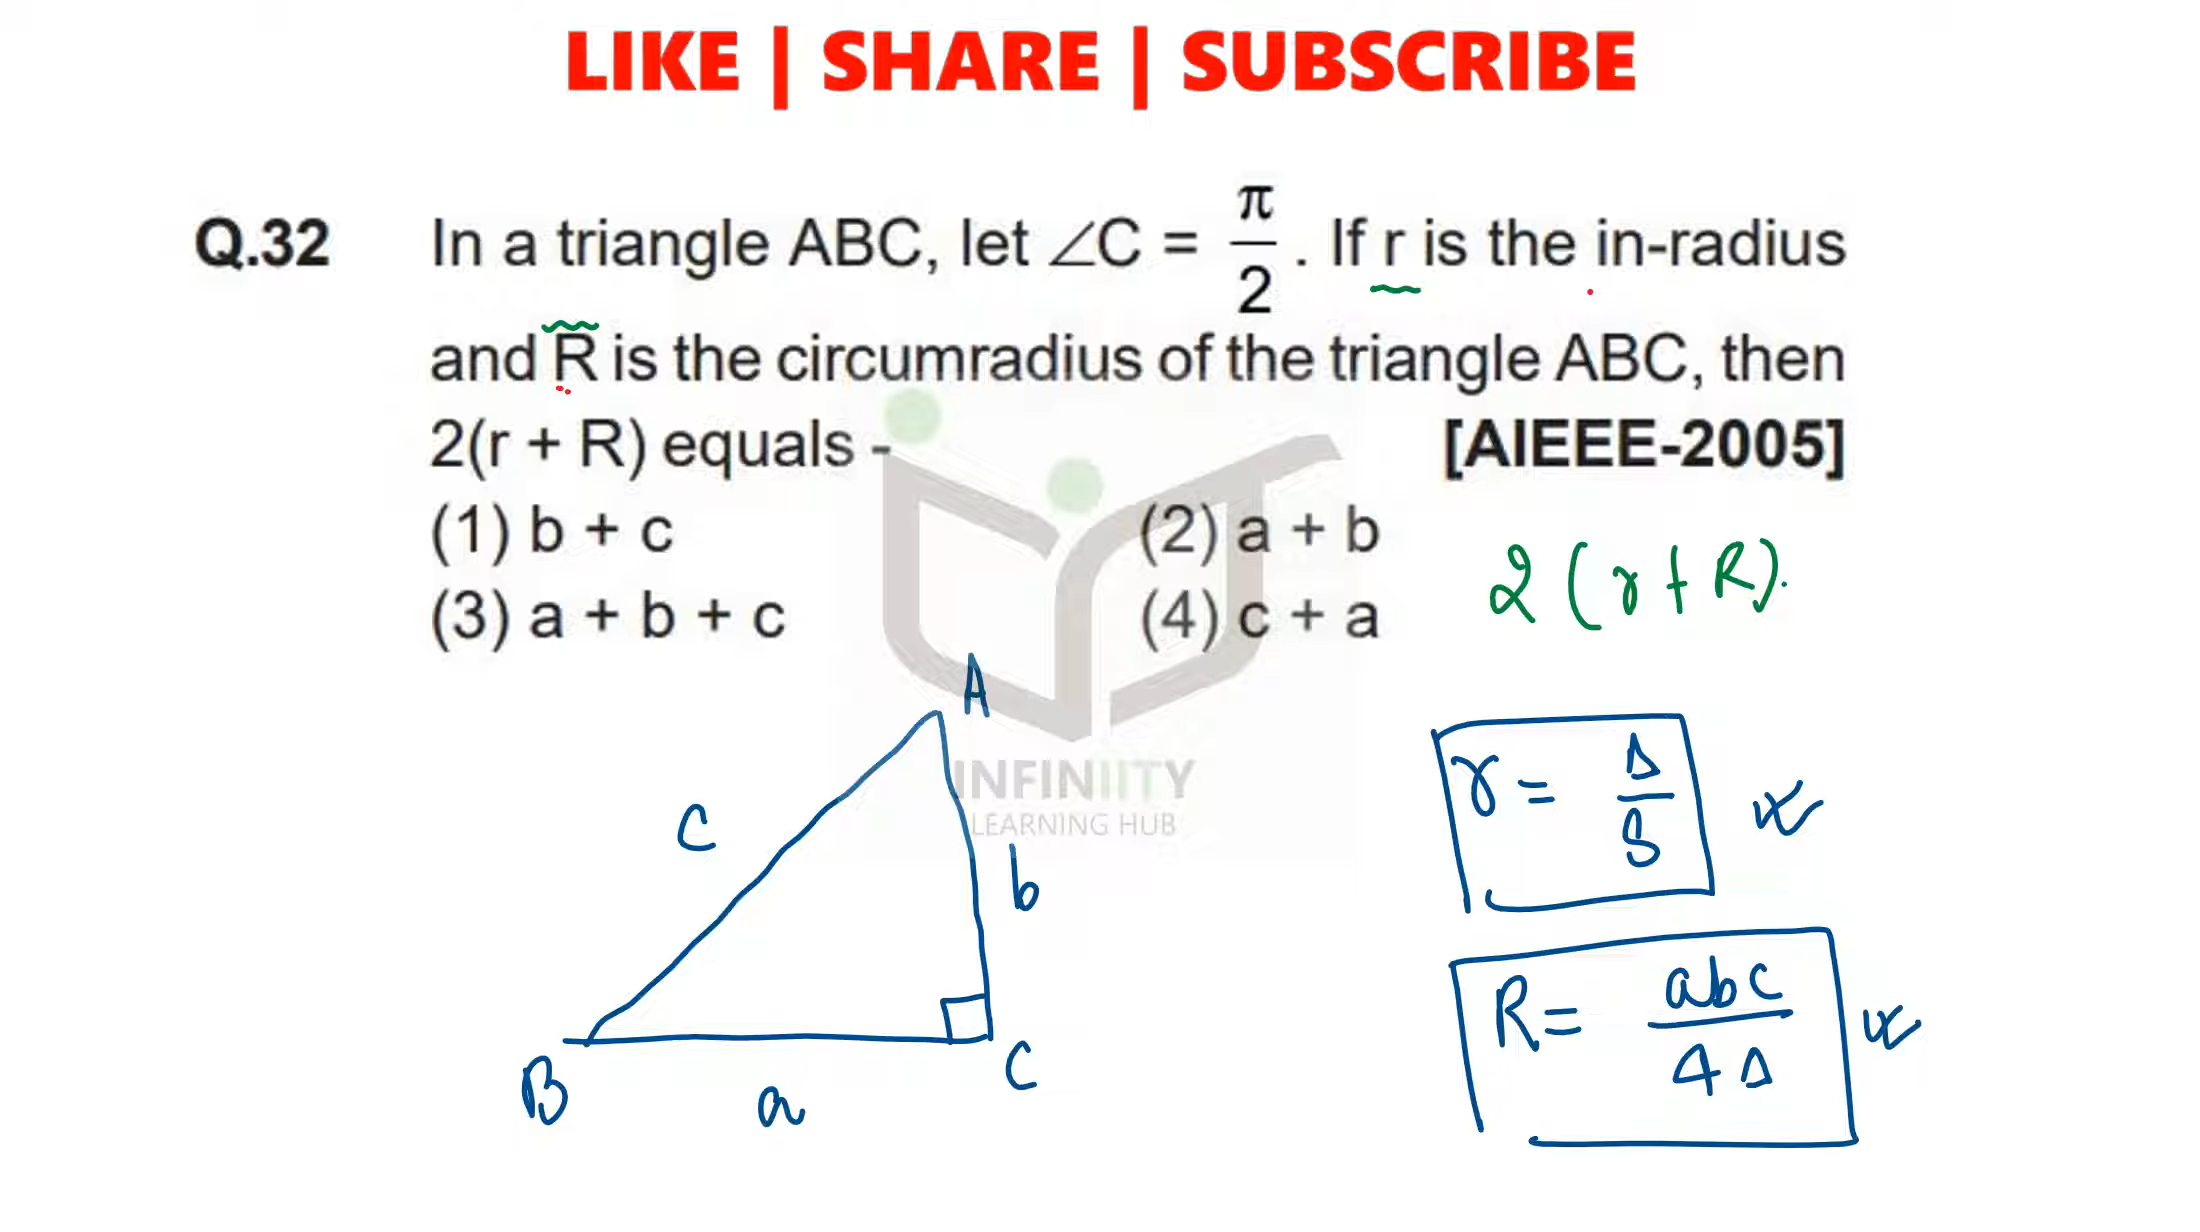 LIKE | SHARE | SUBSCRIBE
Q.32 In a triangle ABC, let ∠C = π/2 . If r is the in-radius
and R is the circumradius of the triangle ABC, then
2(r + R) equals - [AIEEE-2005]
(1) b + c (2) a + b
(3) a + b + c (4) c + a
2 (r + R).
A
INFINIITY
LEARNING HUB
r = Δ/S
c
b
R = abc/4Δ
B
a
C